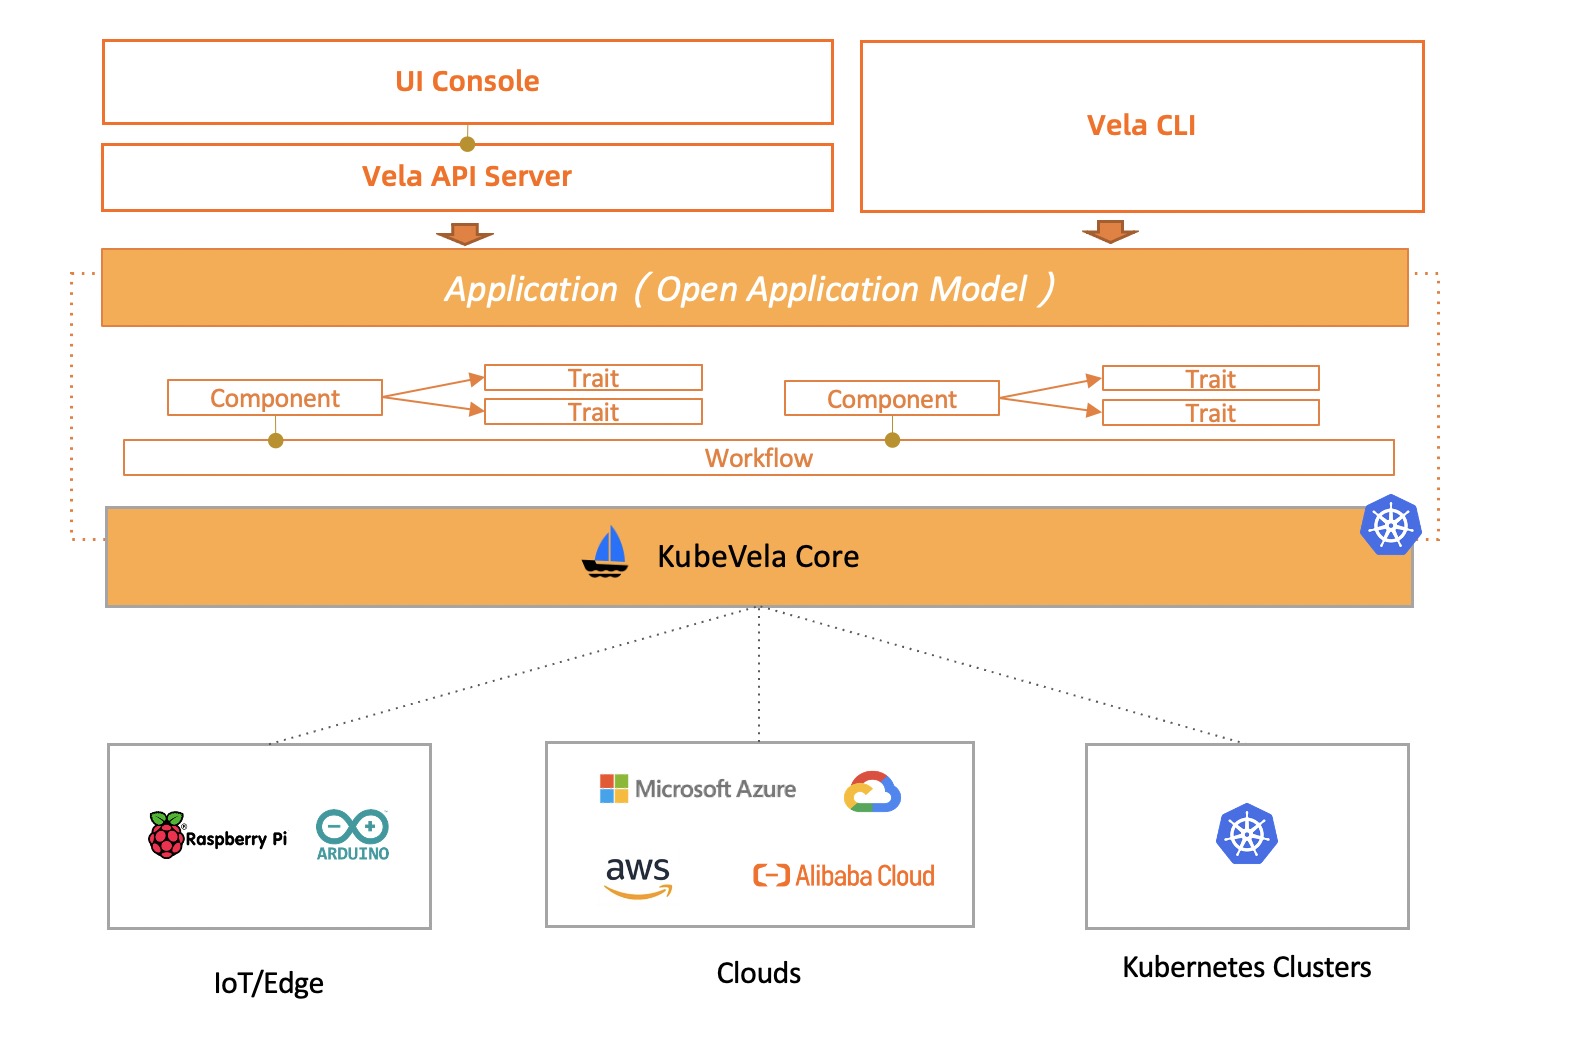 UI Console
Vela API Server
Vela CLI
Application ( Open Application Model )
Component
Trait
Trait
Component
Trait
Trait
Workflow
KubeVela Core
Raspberry Pi
ARDUINO
Microsoft Azure
aws
Alibaba Cloud
IoT/Edge
Clouds
Kubernetes Clusters